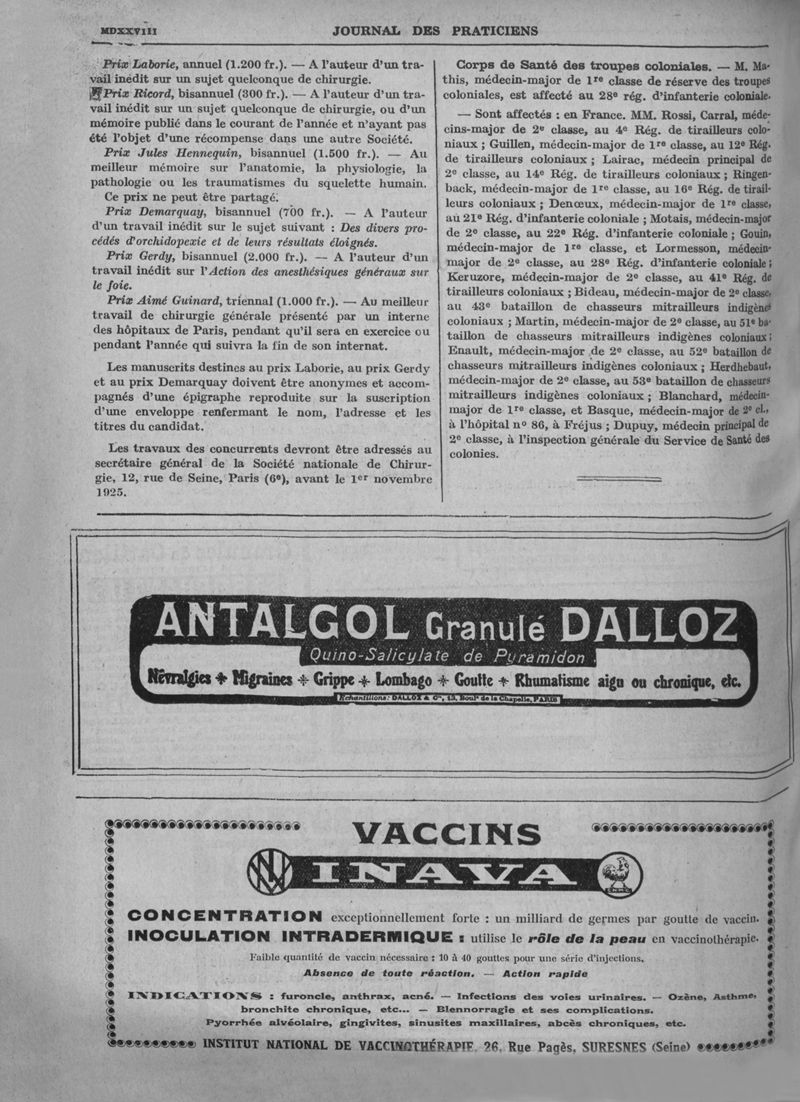 MDXXVIII
JOURNAL DES PRATICIENS
Prix Laborie, annuel (1.200 fr.). — A l'auteur d'un tra-
vail inédit sur un sujet quelconque de chirurgie.
Prix Ricord, bisannuel (300 fr.). — A l'auteur d'un tra-
vail inédit sur un sujet quelconque de chirurgie, ou d'un
mémoire publié dans le courant de l'année et n'ayant pas
été l'objet d'une récompense dans une autre Société.
Prix Jules Hennequin, bisannuel (1.500 fr.). — Au
meilleur mémoire sur l'anatomie, la physiologie, la
pathologie ou les traumatismes du squelette humain.
Ce prix ne peut être partagé.
Prix Demarquay, bisannuel (700 fr.). — A l'auteur
d'un travail inédit sur le sujet suivant : Des divers pro-
cédés d'orchidopexie et de leurs résultats éloignés.
Prix Gerdy, bisannuel (2.000 fr.). — A l'auteur d'un
travail inédit sur l'Action des anesthésiques généraux sur
le foie.
Prix Aimé Guinard, triennal (1.000 fr.). — Au meilleur
travail de chirurgie générale présenté par un interne
des hôpitaux de Paris, pendant qu'il sera en exercice ou
pendant l'année qui suivra la fin de son internat.
Les manuscrits destines au prix Laborie, au prix Gerdy
et au prix Demarquay doivent être anonymes et accom-
pagnés d'une épigraphe reproduite sur la suscription
d'une enveloppe renfermant le nom, l'adresse et les
titres du candidat.
Les travaux des concurrents devront être adressés au
secrétaire général de la Société nationale de Chirur-
gie, 12, rue de Seine, Paris (6e), avant le 1er novembre
1925.
Corps de Santé des troupes coloniales. — M. Ma-
this, médecin-major de 1re classe de réserve des troupes
coloniales, est affecté au 28e rég. d'infanterie coloniale.
— Sont affectés : en France. MM. Rossi, Carral, méde-
cins-major de 2e classe, au 4e Rég. de tirailleurs colo-
niaux ; Guillen, médecin-major de 1re classe, au 12e Rég.
de tirailleurs coloniaux ; Lairac, médecin principal de
2e classe, au 14e Rég. de tirailleurs coloniaux ; Ringen-
back, médecin-major de 1re classe, au 16e Rég. de tirail-
leurs coloniaux ; Denœux, médecin-major de 1re classe,
au 21e Rég. d'infanterie coloniale ; Motais, médecin-major
de 2e classe, au 22e Rég. d'infanterie coloniale ; Gouin,
médecin-major de 1re classe, et Lormesson, médecin-
major de 2e classe, au 28e Rég. d'infanterie coloniale ;
Keruzore, médecin-major de 2e classe, au 41e Rég. de
tirailleurs coloniaux ; Bideau, médecin-major de 2e classe,
au 43e bataillon de chasseurs mitrailleurs indigènes
coloniaux ; Martin, médecin-major de 2e classe, au 51e ba-
taillon de chasseurs mitrailleurs indigènes coloniaux ;
Enault, médecin-major de 2e classe, au 52e bataillon de
chasseurs mitrailleurs indigènes coloniaux ; Herdhebaut,
médecin-major de 2e classe, au 53e bataillon de chasseurs
mitrailleurs indigènes coloniaux ; Blanchard, médecin-
major de 1re classe, et Basque, médecin-major de 2e cl.,
à l'hôpital no 86, à Fréjus ; Dupuy, médecin principal de
2e classe, à l'inspection générale du Service de Santé des
colonies.
ANTALGOL Granulé DALLOZ
Quino-Salicylate de Pyramidon
Névralgies + Migraines + Grippe + Lombago + Goutte + Rhumatisme aigu ou chronique, etc.
Echantillons: DALLOZ & Cie, 13, Bould de la Chapelle, PARIS
VACCINS
INAVA
CONCENTRATION exceptionnellement forte : un milliard de germes par goutte de vaccin.
INOCULATION INTRADERMIQUE : utilise le rôle de la peau en vaccinothérapie.
Faible quantité de vaccin nécessaire : 10 à 40 gouttes pour une série d'injections.
Absence de toute réaction. — Action rapide
INDICATIONS : furoncle, anthrax, acné. — Infections des voies urinaires. — Ozène, Asthme,
bronchite chronique, etc... — Blennorragie et ses complications.
Pyorrhée alvéolaire, gingivites, sinusites maxillaires, abcès chroniques, etc.
INSTITUT NATIONAL DE VACCINOTHÉRAPIE, 26, Rue Pagès, SURESNES (Seine)